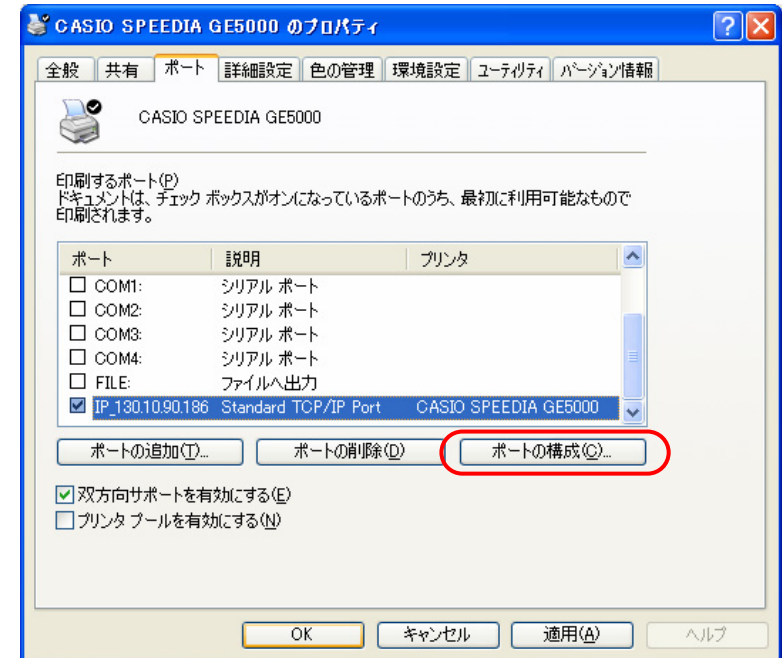 CASIO SPEEDIA GE5000 のプロパティ
全般 共有 ポート 詳細設定 色の管理 環境設定 ユーティリティ バージョン情報
CASIO SPEEDIA GE5000
印刷するポート(P)
ドキュメントは、チェック ボックスがオンになっているポートのうち、最初に利用可能なもので
印刷されます。
ポート 説明 プリンタ
COM1: シリアル ポート
COM2: シリアル ポート
COM3: シリアル ポート
COM4: シリアル ポート
FILE: ファイルへ出力
IP_130.10.90.186 Standard TCP/IP Port CASIO SPEEDIA GE5000
ポートの追加(T)... ポートの削除(D) ポートの構成(C)...
双方向サポートを有効にする(E)
プリンタ プールを有効にする(N)
OK キャンセル 適用(A) ヘルプ